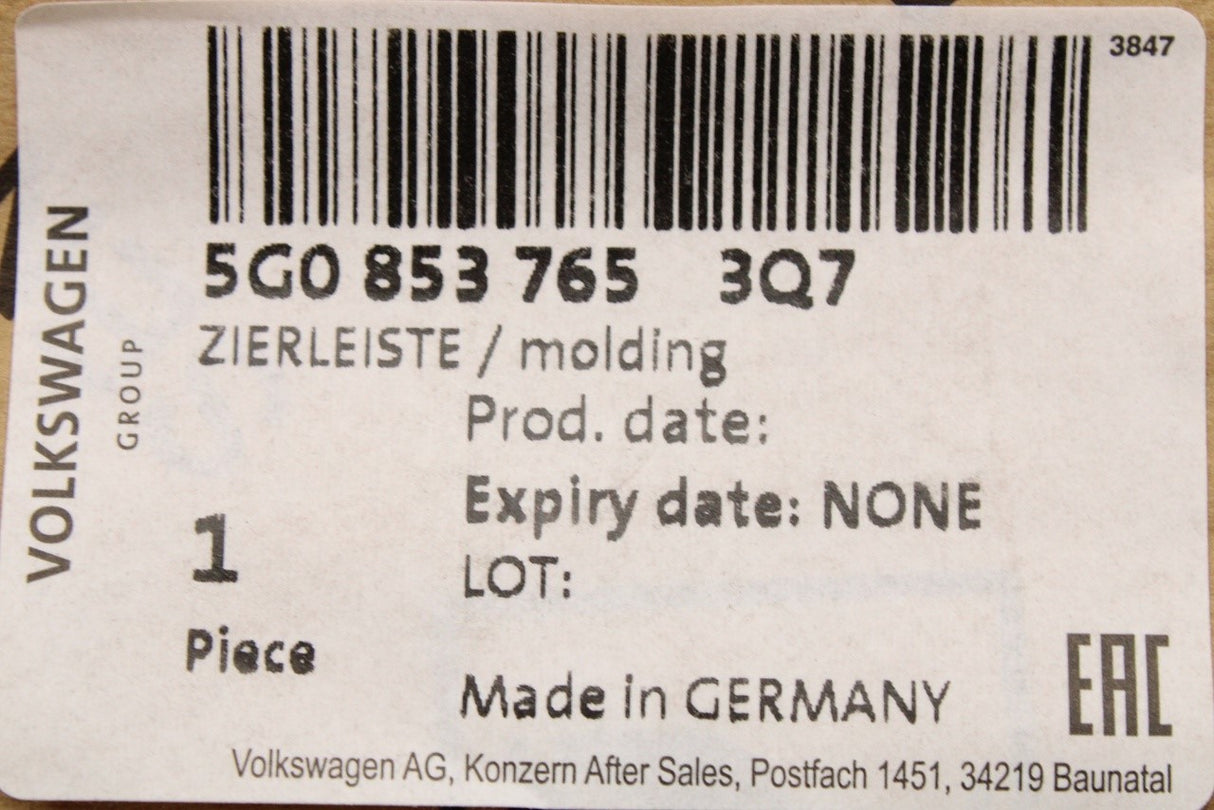 3847
5G0 853 765 3Q7
ZIERLEISTE / molding
Prod. date:
Expiry date: NONE
LOT:
1
Piece
Made in GERMANY
EAC
Volkswagen AG, Konzern After Sales, Postfach 1451, 34219 Baunatal
VOLKSWAGEN
GROUP